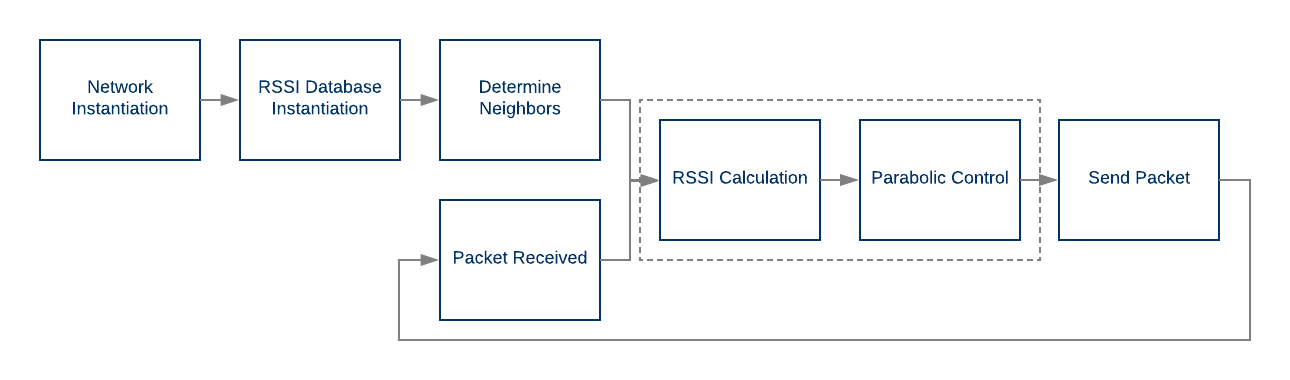 Network
Instantiation
RSSI Database
Instantiation
Determine
Neighbors
RSSI Calculation
Parabolic Control
Send Packet
Packet Received